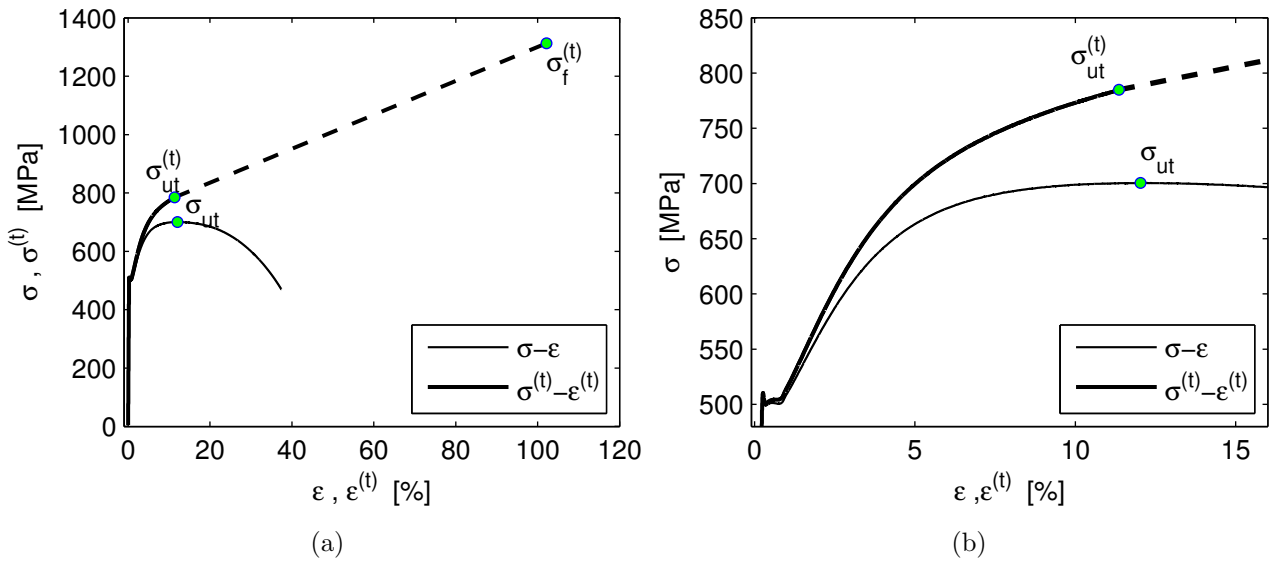 1400
1200
1000
800
600
400
200
0
σ , σ^(t) [MPa]
σ_ut^(t)
σ_ut
σ_f^(t)
σ−ε
σ^(t)−ε^(t)
0 20 40 60 80 100 120
ε , ε^(t) [%]
(a)
850
800
750
700
650
600
550
500
σ [MPa]
σ_ut^(t)
σ_ut
σ−ε
σ^(t)−ε^(t)
0 5 10 15
ε ,ε^(t) [%]
(b)